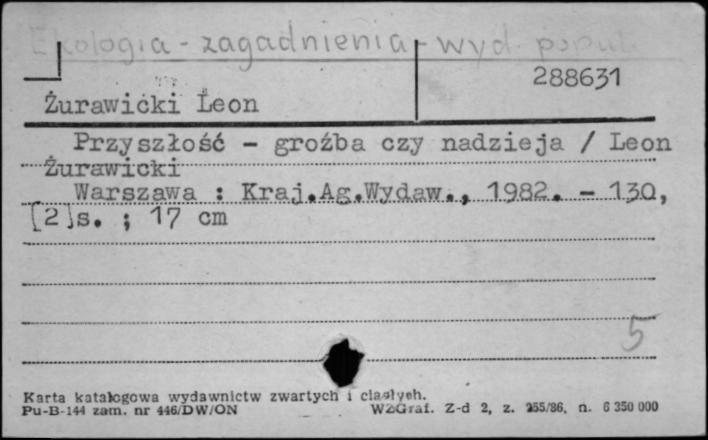 Ekologia - zagadnienia - wyd. popul.
288631
Żurawicki Leon
Przyszłość - groźba czy nadzieja / Leon
Żurawicki
Warszawa : Kraj.Ag.Wydaw., 1982. - 130,
[2]s. ; 17 cm
5
Karta katalogowa wydawnictw zwartych i ciągłych.
Pu-B-144 zam. nr 446/DW/ON WZGraf. Z-d 2, z. 255/86, n. 6 350 000